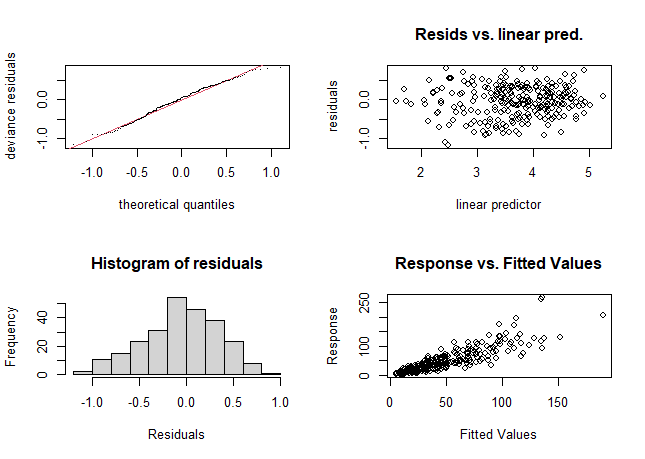 deviance residuals
-1.0
0.0
-1.0 -0.5 0.0 0.5 1.0
theoretical quantiles
Resids vs. linear pred.
residuals
-1.0
0.0
2 3 4 5
linear predictor
Histogram of residuals
Frequency
0 20 40
-1.0 -0.5 0.0 0.5 1.0
Residuals
Response vs. Fitted Values
Response
0 100 250
0 50 100 150
Fitted Values